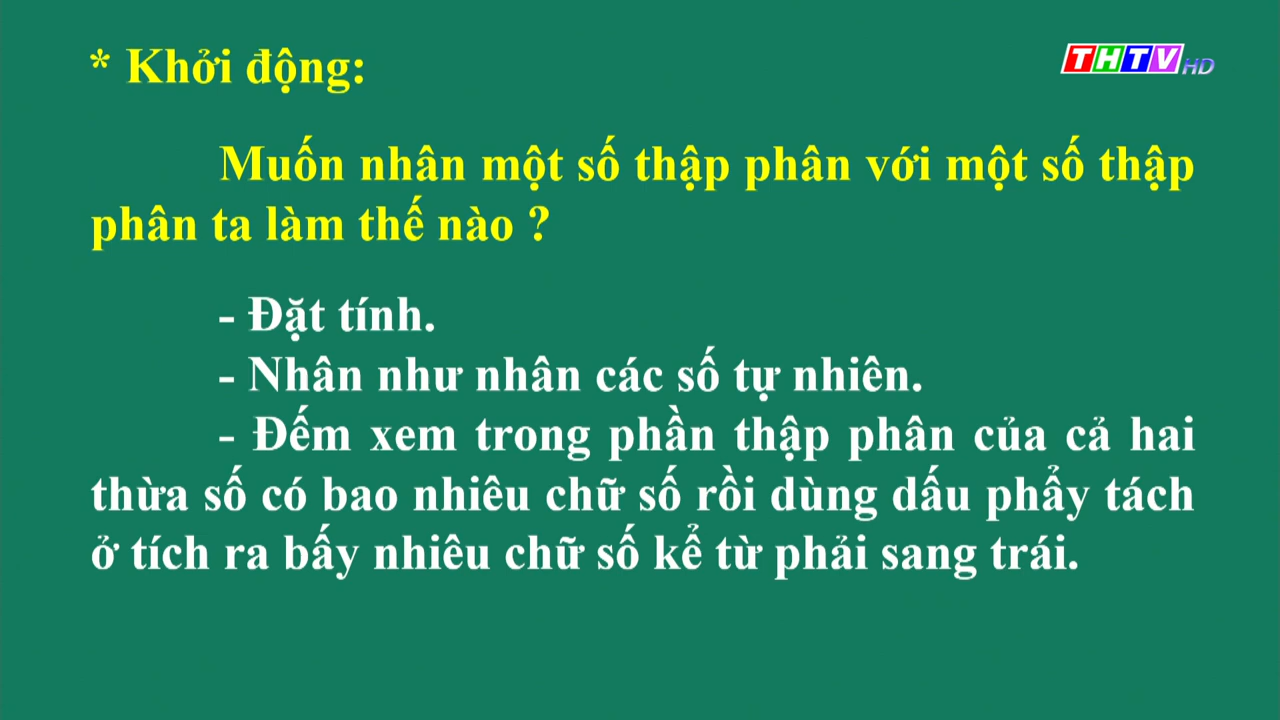 * Khởi động:
THTV HD
Muốn nhân một số thập phân với một số thập
phân ta làm thế nào ?
- Đặt tính.
- Nhân như nhân các số tự nhiên.
- Đếm xem trong phần thập phân của cả hai
thừa số có bao nhiêu chữ số rồi dùng dấu phẩy tách
ở tích ra bấy nhiêu chữ số kể từ phải sang trái.